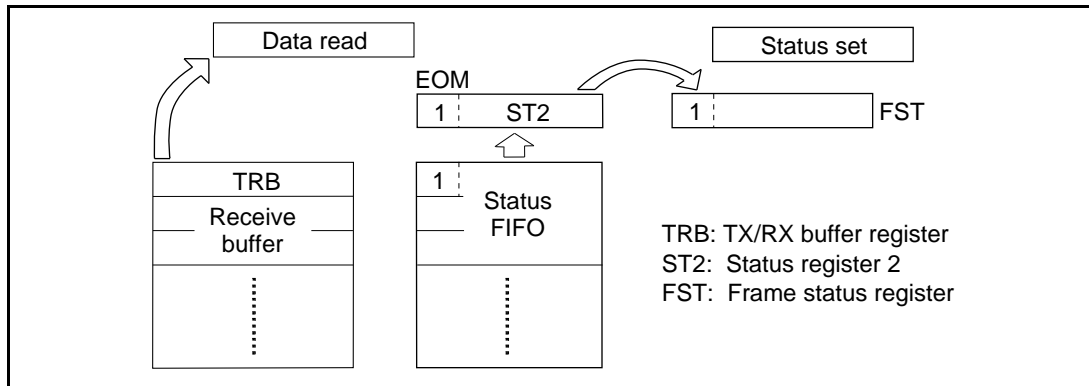 Data read
Status set
EOM
1 ST2
1
FST
TRB
Receive
buffer
1
Status
FIFO
TRB: TX/RX buffer register
ST2: Status register 2
FST: Frame status register